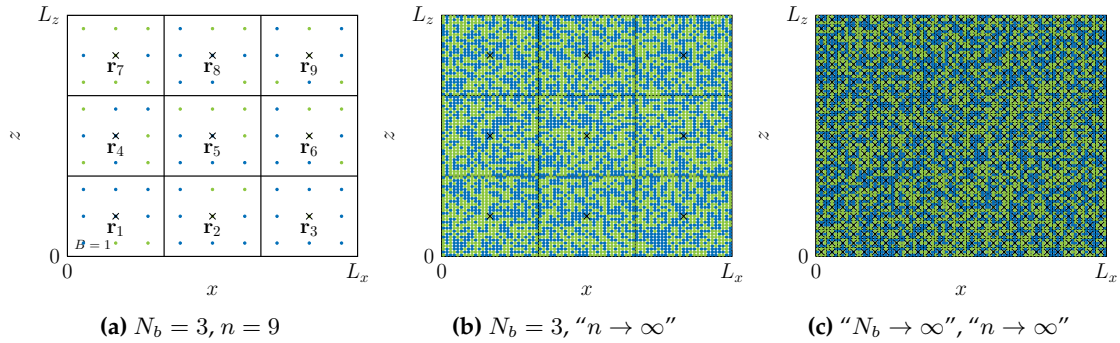 L_z
r_7 r_8 r_9
z
r_4 r_5 r_6
r_1 r_2 r_3
B = 1
0
0 L_x
x
(a) N_b = 3, n = 9
L_z
z
0
0 L_x
x
(b) N_b = 3, “n → ∞”
L_z
z
0
0 L_x
x
(c) “N_b → ∞”, “n → ∞”